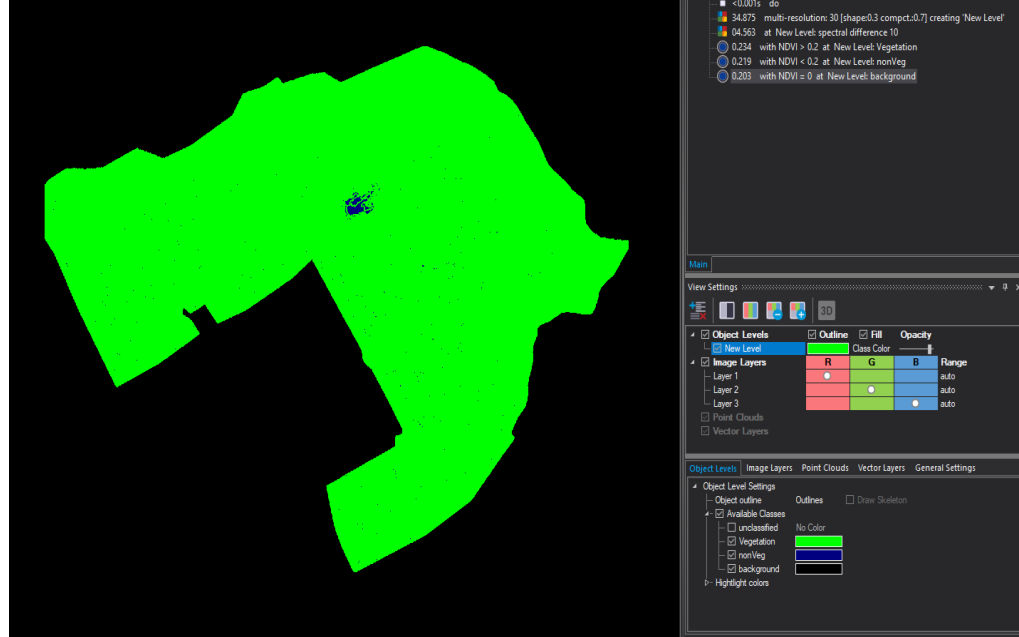 <0.001s do
34.875 multi-resolution: 30 [shape:0.3 compct.:0.7] creating 'New Level'
04.563 at New Level: spectral difference 10
0.234 with NDVI > 0.2 at New Level: Vegetation
0.219 with NDVI < 0.2 at New Level: nonVeg
0.203 with NDVI = 0 at New Level: background
Main
View Settings
3D
Object Levels Outline Fill Opacity
New Level Class Color
Image Layers R G B Range
Layer 1 auto
Layer 2 auto
Layer 3 auto
Point Clouds
Vector Layers
Object Levels Image Layers Point Clouds Vector Layers General Settings
Object Level Settings
Object outline Outlines Draw Skeleton
Available Classes
unclassified No Color
Vegetation
nonVeg
background
Hightlight colors